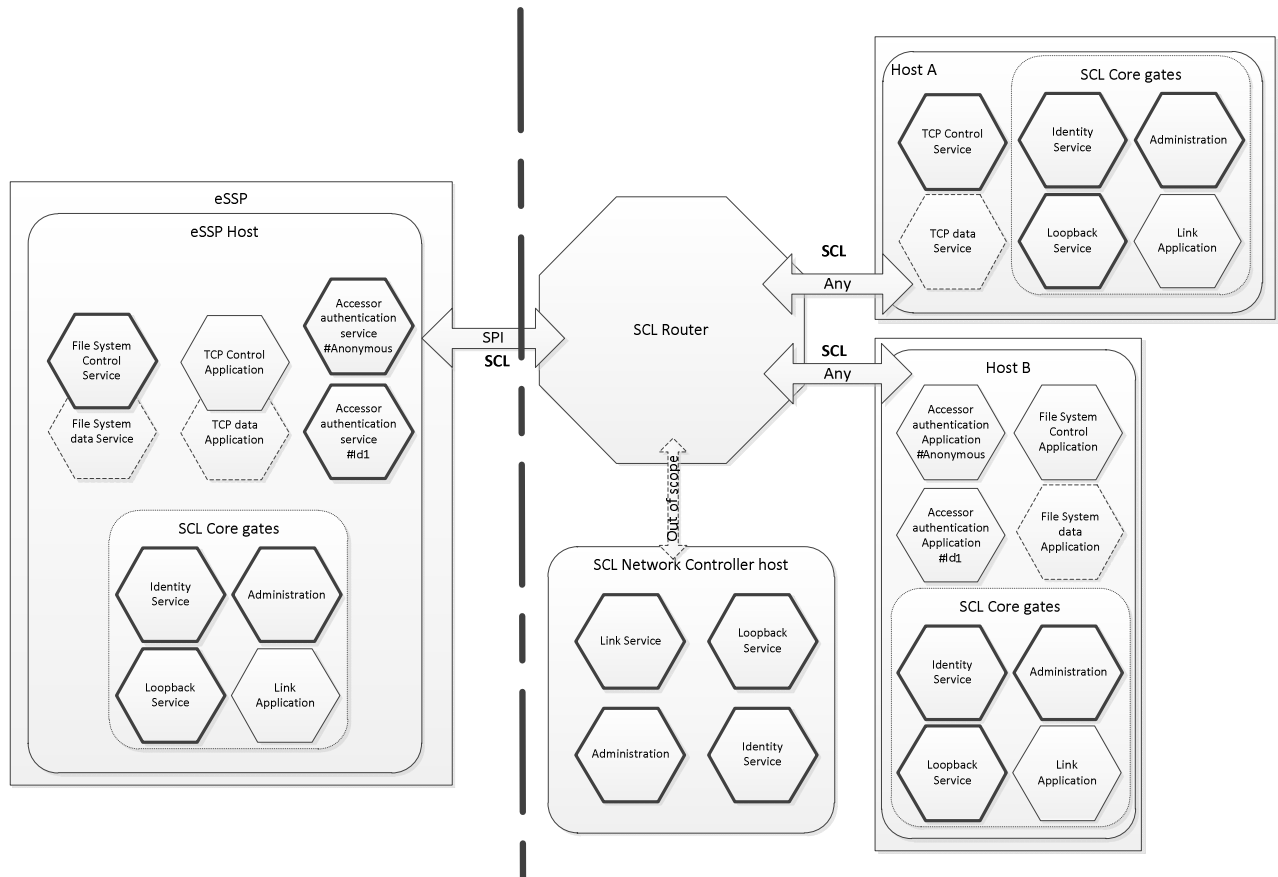 eSSP
eSSP Host
File System
Control
Service
File System
data Service
TCP Control
Application
TCP data
Application
Accessor
authentication
service
#Anonymous
Accessor
authentication
service
#Id1
SCL Core gates
Identity
Service
Administration
Loopback
Service
Link
Application
SPI
SCL
SCL Router
SCL
Any
SCL
Any
Out of scope
SCL Network Controller host
Link Service
Loopback
Service
Administration
Identity
Service
Host A
SCL Core gates
TCP Control
Service
Identity
Service
Administration
TCP data
Service
Loopback
Service
Link
Application
Host B
Accessor
authentication
Application
#Anonymous
File System
Control
Application
Accessor
authentication
Application
#Id1
File System
data
Application
SCL Core gates
Identity
Service
Administration
Loopback
Service
Link
Application